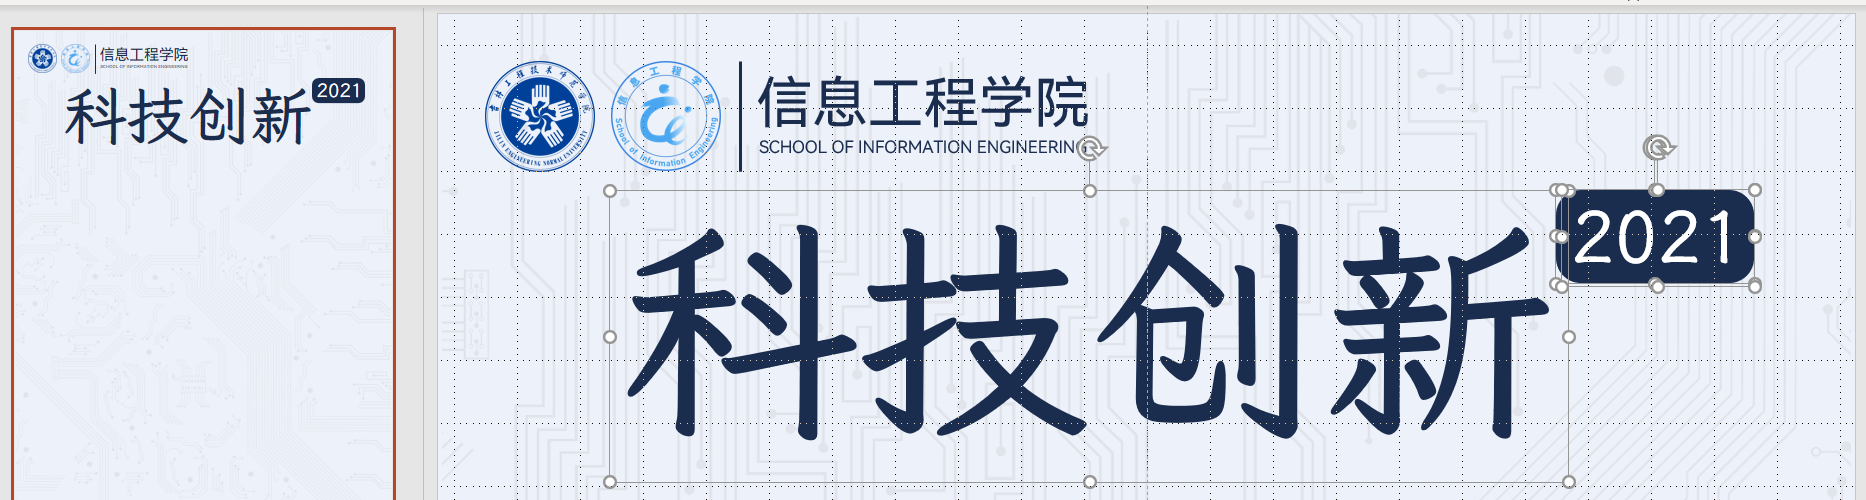 信息工程学院
SCHOOL OF INFORMATION ENGINEERING
2021
科技创新
吉林工程技术师范学院
JILIN ENGINEERING NORMAL UNIVERSITY
信息工程学院
School of Information Engineering
信息工程学院
SCHOOL OF INFORMATION ENGINEERING
2021
科技创新